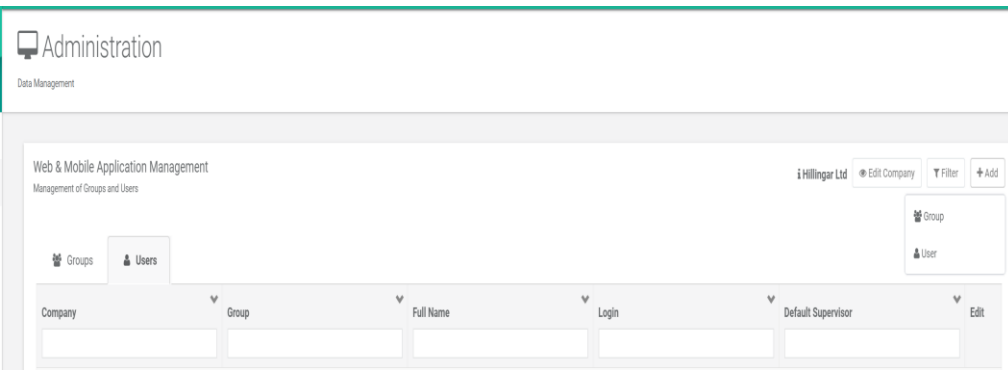 Administration
Data Management
Web & Mobile Application Management
Management of Groups and Users
Hillingar Ltd Edit Company Filter +Add
Group
User
Groups Users
Company Group Full Name Login Default Supervisor Edit